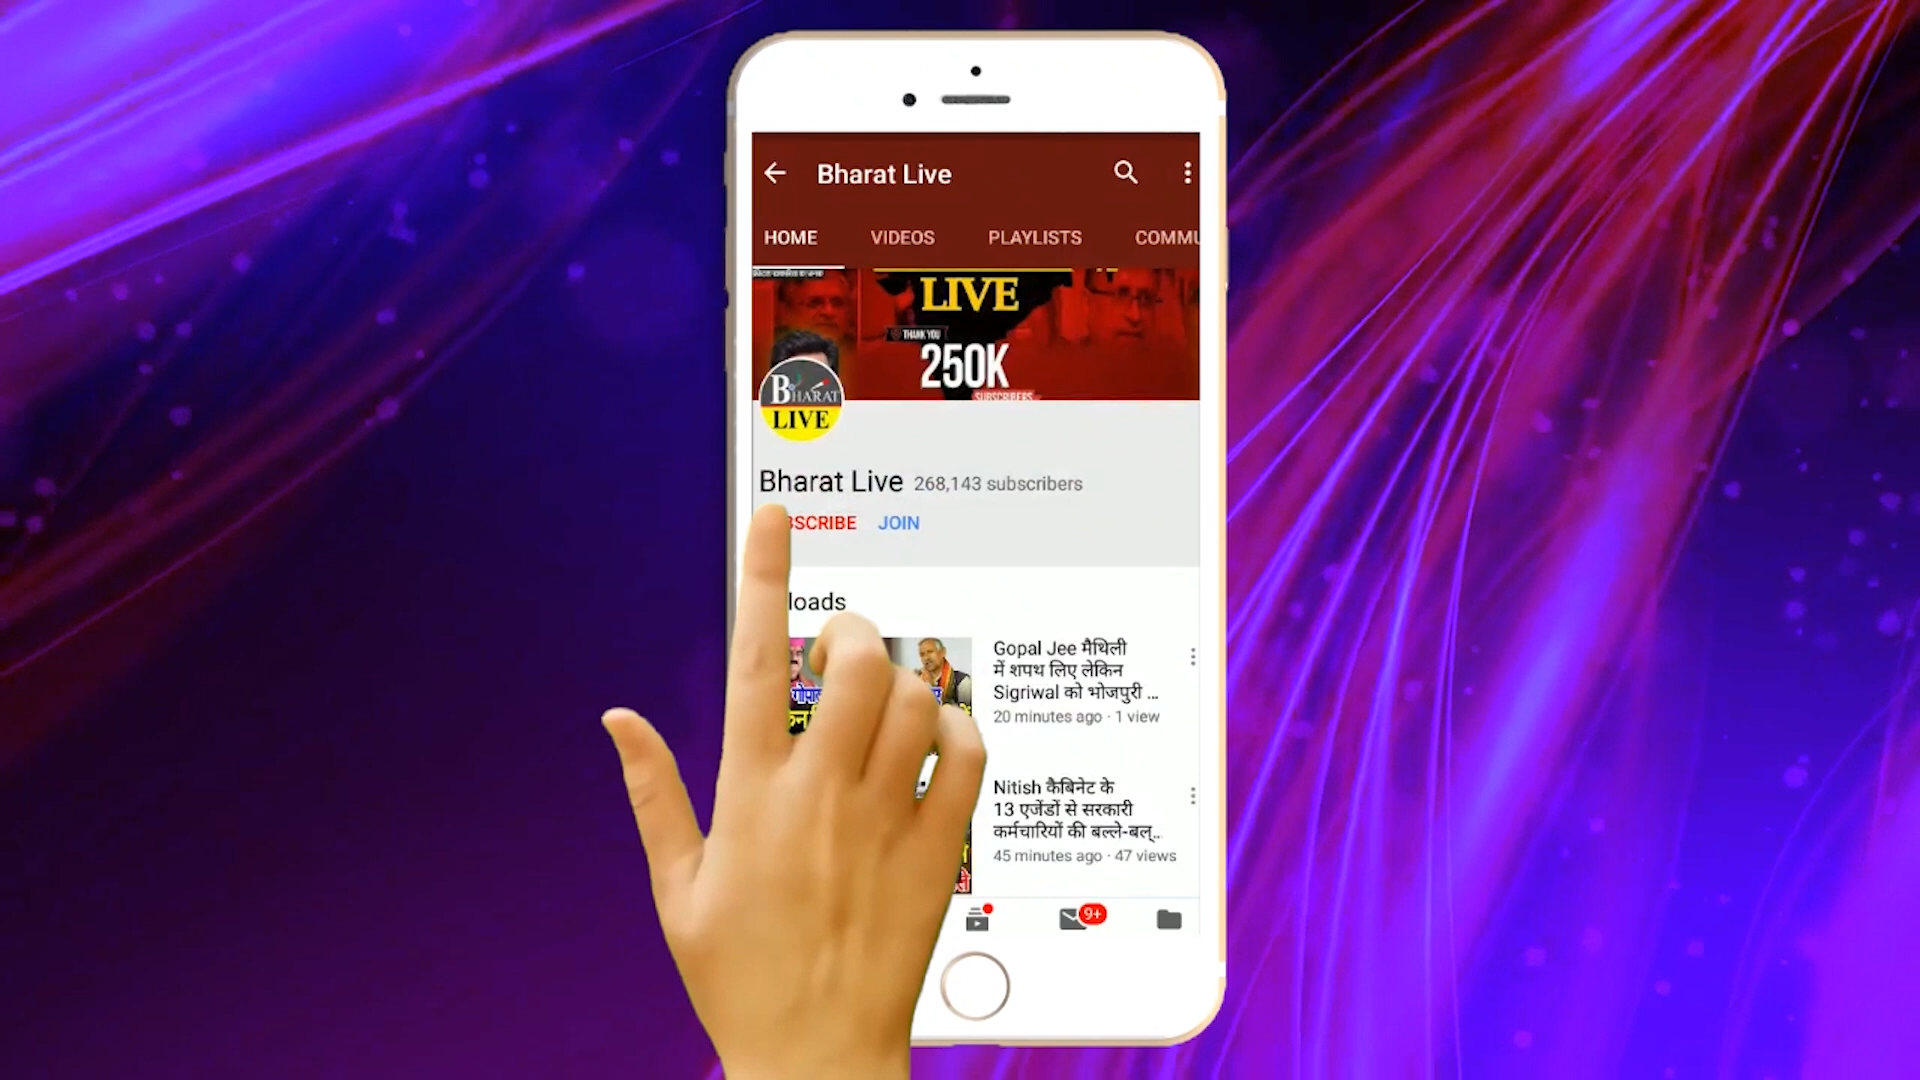 Bharat Live
HOME VIDEOS PLAYLISTS COMMU
LIVE
THANK YOU
250K
SUBSCRIBERS
BHARAT
LIVE
Bharat Live 268,143 subscribers
BSCRIBE JOIN
loads
Gopal Jee मैथिली
में शपथ लिए लेकिन
Sigriwal को भोजपुरी ...
20 minutes ago · 1 view
Nitish कैबिनेट के
13 एजेंडों से सरकारी
कर्मचारियों की बल्ले-बल्...
45 minutes ago · 47 views
9+